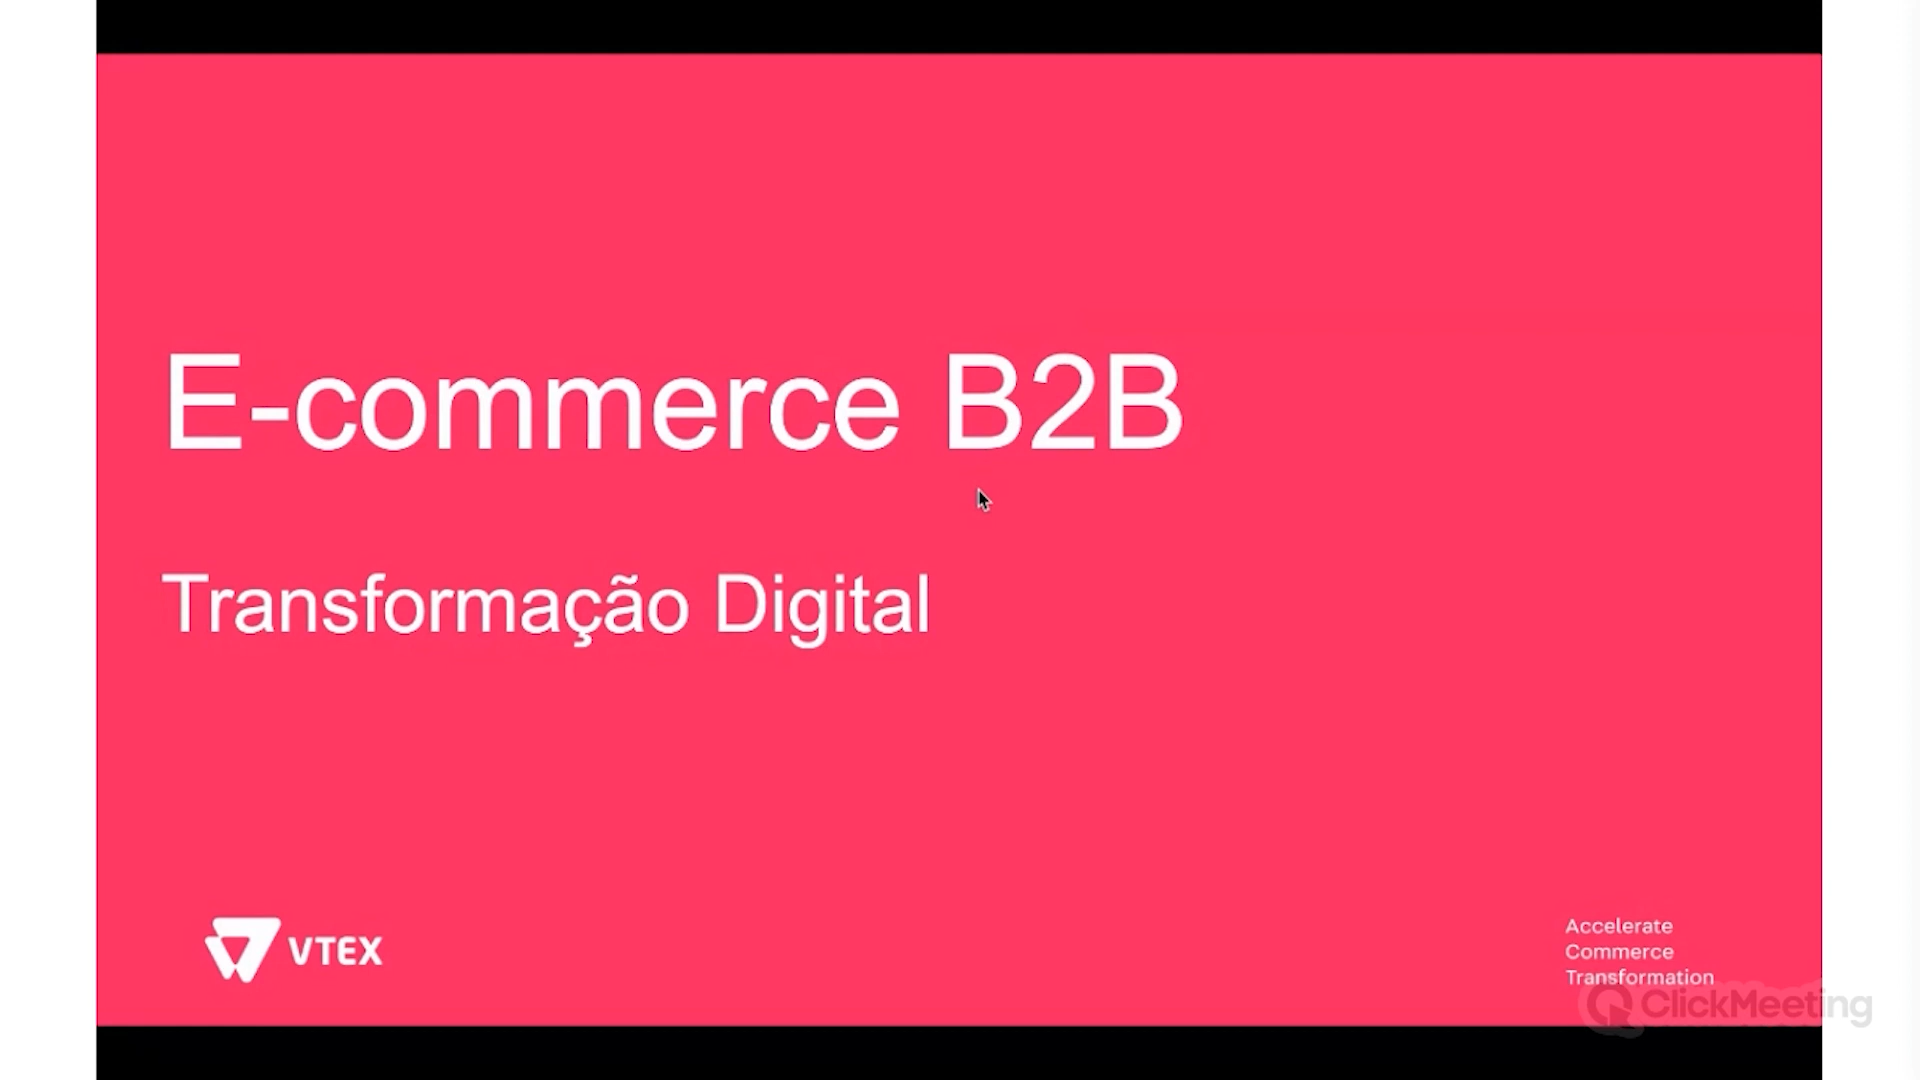 E-commerce B2B
Transformação Digital
VTEX
Accelerate
Commerce
Transformation
ClickMeeting